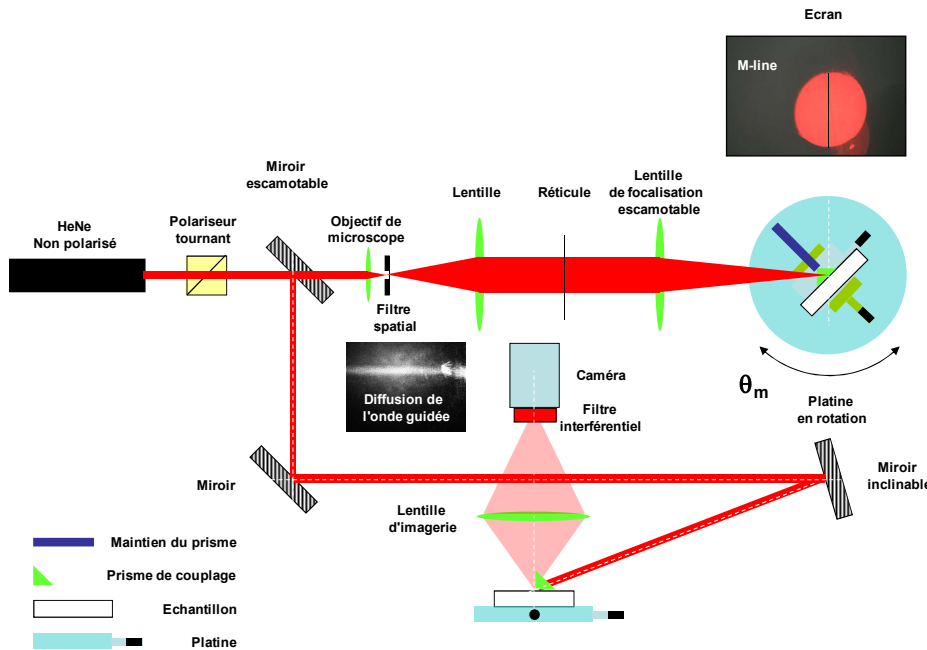 Ecran
M-line
Miroir
escamotable
Lentille
Réticule
Lentille
de focalisation
escamotable
HeNe
Non polarisé
Polariseur
tournant
Objectif de
microscope
Filtre
spatial
Diffusion de
l'onde guidée
Caméra
Filtre
interférentiel
θm
Platine
en rotation
Miroir
Miroir
inclinable
Lentille
d'imagerie
Maintien du prisme
Prisme de couplage
Echantillon
Platine